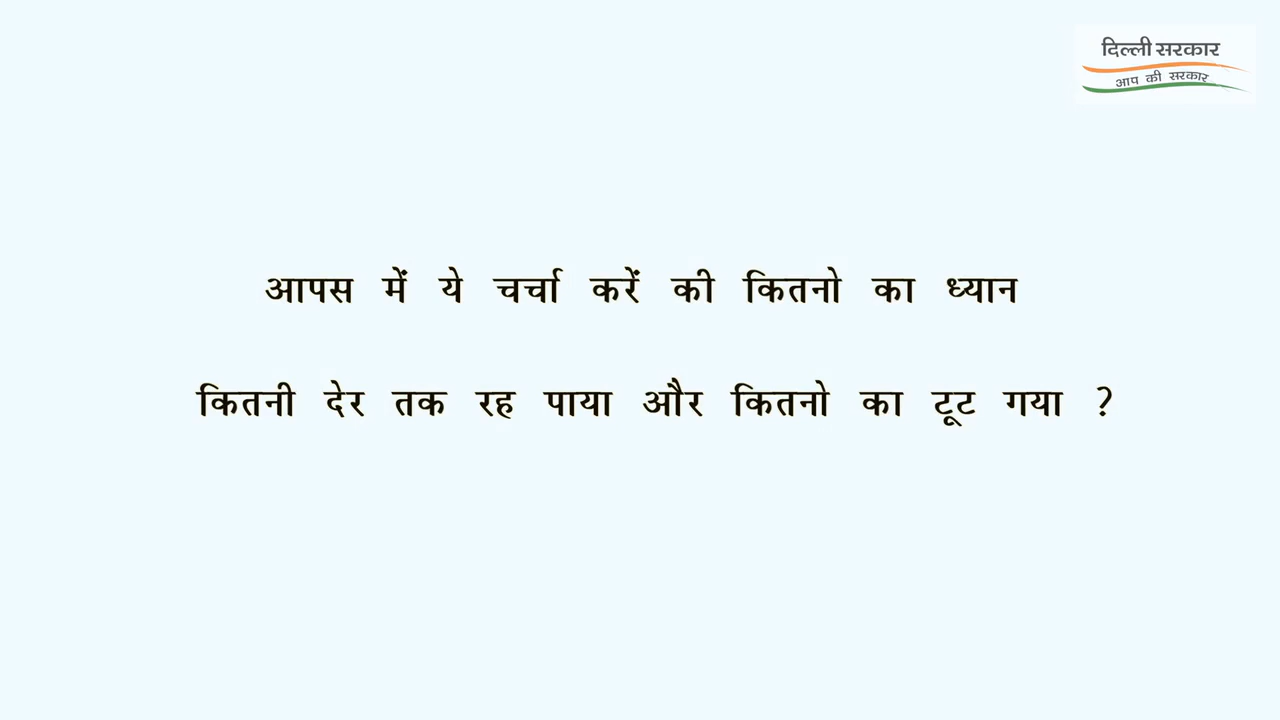 दिल्ली सरकार
आप की सरकार
आपस में ये चर्चा करें की कितनो का ध्यान
कितनी देर तक रह पाया और कितनो का टूट गया ?